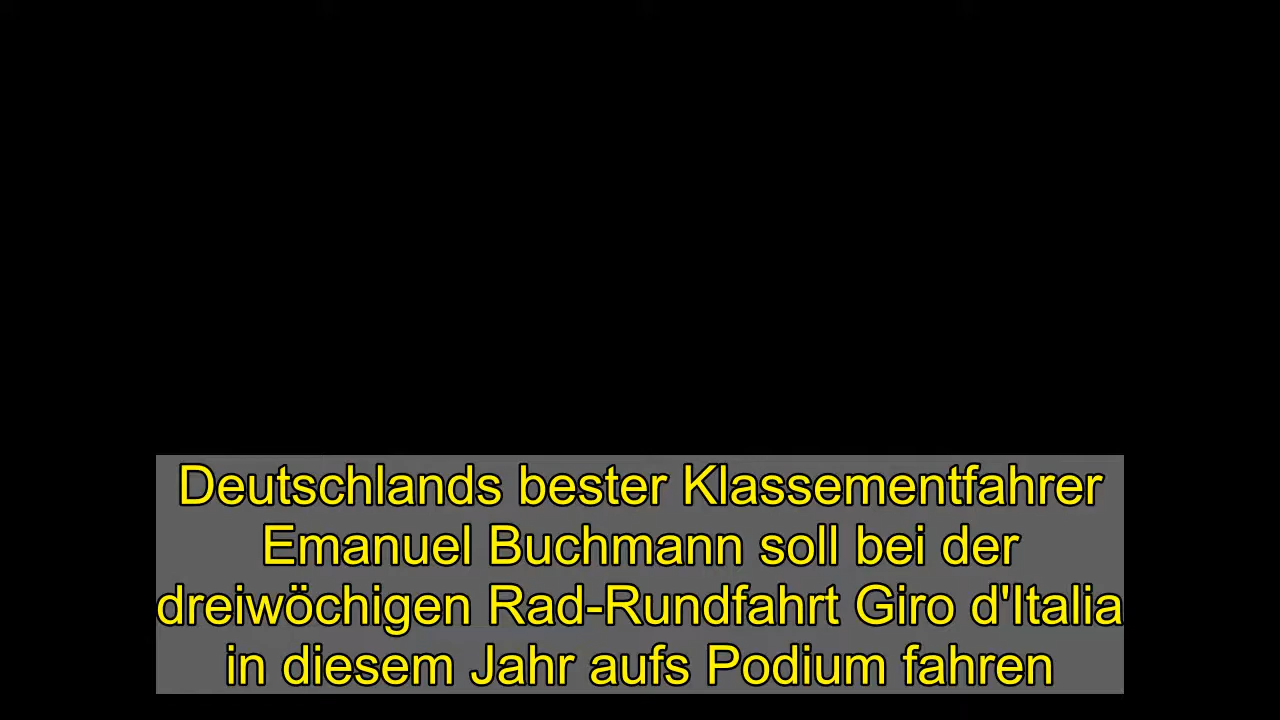 Deutschlands bester Klassementfahrer
Emanuel Buchmann soll bei der
dreiwöchigen Rad-Rundfahrt Giro d'Italia
in diesem Jahr aufs Podium fahren